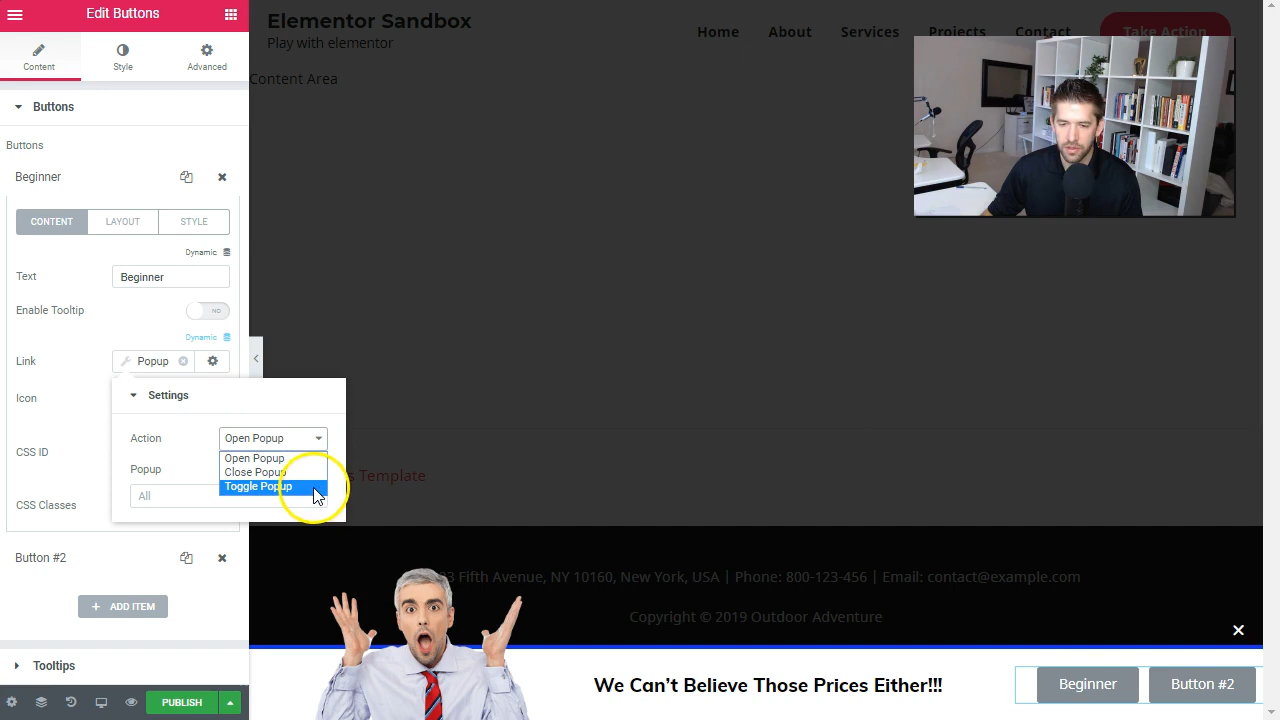 Edit Buttons
Content
Style
Advanced
Buttons
Buttons
Beginner
CONTENT
LAYOUT
STYLE
Dynamic
Text
Beginner
Enable Tooltip
NO
Dynamic
Link
Popup
Icon
Settings
Action
Open Popup
Open Popup
Close Popup
Toggle Popup
Popup
All
CSS ID
CSS Classes
Button #2
ADD ITEM
Tooltips
PUBLISH
Elementor Sandbox
Play with elementor
Home
About
Services
Projects
Contact
Take Action
Content Area
Template
Fifth Avenue, NY 10160, New York, USA | Phone: 800-123-456 | Email: contact@example.com
Copyright © 2019 Outdoor Adventure
We Can't Believe Those Prices Either!!!
Beginner
Button #2